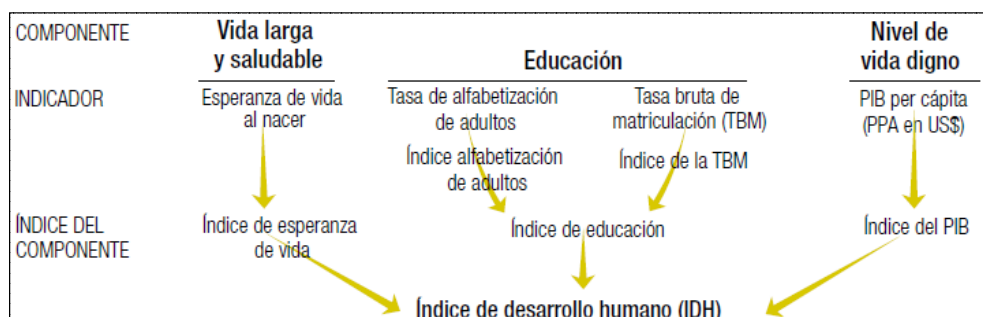 COMPONENTE
Vida larga
y saludable
Educación
Nivel de
vida digno
INDICADOR
Esperanza de vida
al nacer
Tasa de alfabetización
de adultos
Tasa bruta de
matriculación (TBM)
PIB per cápita
(PPA en US$)
Índice alfabetización
de adultos
Índice de la TBM
ÍNDICE DEL
COMPONENTE
Índice de esperanza
de vida
Índice de educación
Índice del PIB
Índice de desarrollo humano (IDH)